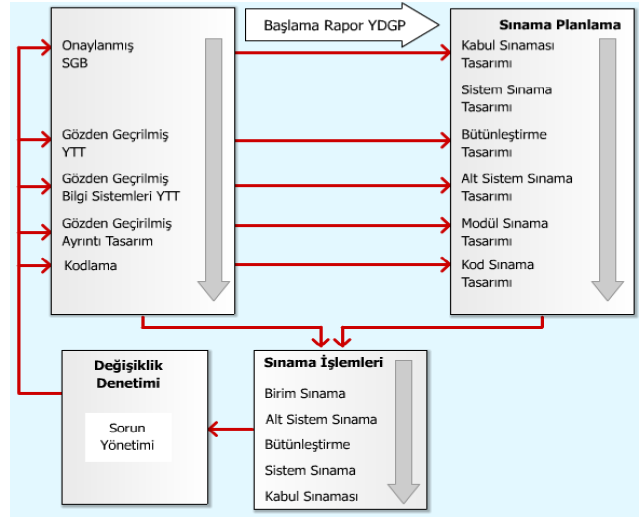 Başlama Rapor YDGP
Onaylanmış
SGB
Gözden Geçrilmiş
YTT
Gözden Geçrilmiş
Bilgi Sistemleri YTT
Gözden Geçirilmiş
Ayrıntı Tasarım
Kodlama
Sınama Planlama
Kabul Sınaması
Tasarımı
Sistem Sınama
Tasarımı
Bütünleştirme
Tasarımı
Alt Sistem Sınama
Tasarımı
Modül Sınama
Tasarımı
Kod Sınama
Tasarımı
Değişiklik
Denetimi
Sorun
Yönetimi
Sınama İşlemleri
Birim Sınama
Alt Sistem Sınama
Bütünleştirme
Sistem Sınama
Kabul Sınaması